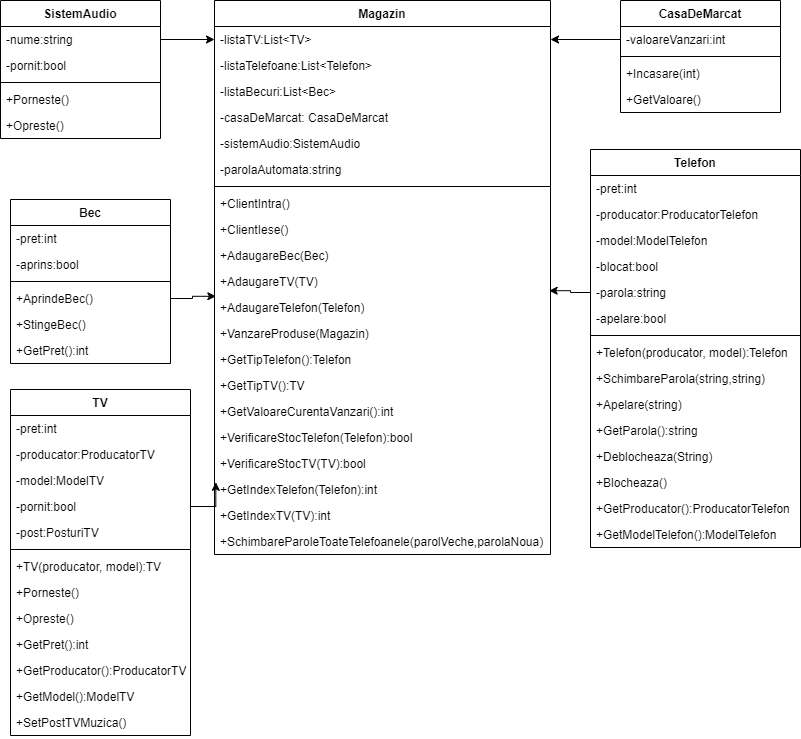 SistemAudio
-nume:string
-pornit:bool
+Porneste()
+Opreste()
Magazin
-listaTV:List<TV>
-listaTelefoane:List<Telefon>
-listaBecuri:List<Bec>
-casaDeMarcat: CasaDeMarcat
-sistemAudio:SistemAudio
-parolaAutomata:string
+ClientIntra()
+ClientIese()
+AdaugareBec(Bec)
+AdaugareTV(TV)
+AdaugareTelefon(Telefon)
+VanzareProduse(Magazin)
+GetTipTelefon():Telefon
+GetTipTV():TV
+GetValoareCurentaVanzari():int
+VerificareStocTelefon(Telefon):bool
+VerificareStocTV(TV):bool
+GetIndexTelefon(Telefon):int
+GetIndexTV(TV):int
+SchimbareParoleToateTelefoanele(parolVeche,parolaNoua)
CasaDeMarcat
-valoareVanzari:int
+Incasare(int)
+GetValoare()
Bec
-pret:int
-aprins:bool
+AprindeBec()
+StingeBec()
+GetPret():int
Telefon
-pret:int
-producator:ProducatorTelefon
-model:ModelTelefon
-blocat:bool
-parola:string
-apelare:bool
+Telefon(producator, model):Telefon
+SchimbareParola(string,string)
+Apelare(string)
+GetParola():string
+Deblocheaza(String)
+Blocheaza()
+GetProducator():ProducatorTelefon
+GetModelTelefon():ModelTelefon
TV
-pret:int
-producator:ProducatorTV
-model:ModelTV
-pornit:bool
-post:PosturiTV
+TV(producator, model):TV
+Porneste()
+Opreste()
+GetPret():int
+GetProducator():ProducatorTV
+GetModel():ModelTV
+SetPostTVMuzica()